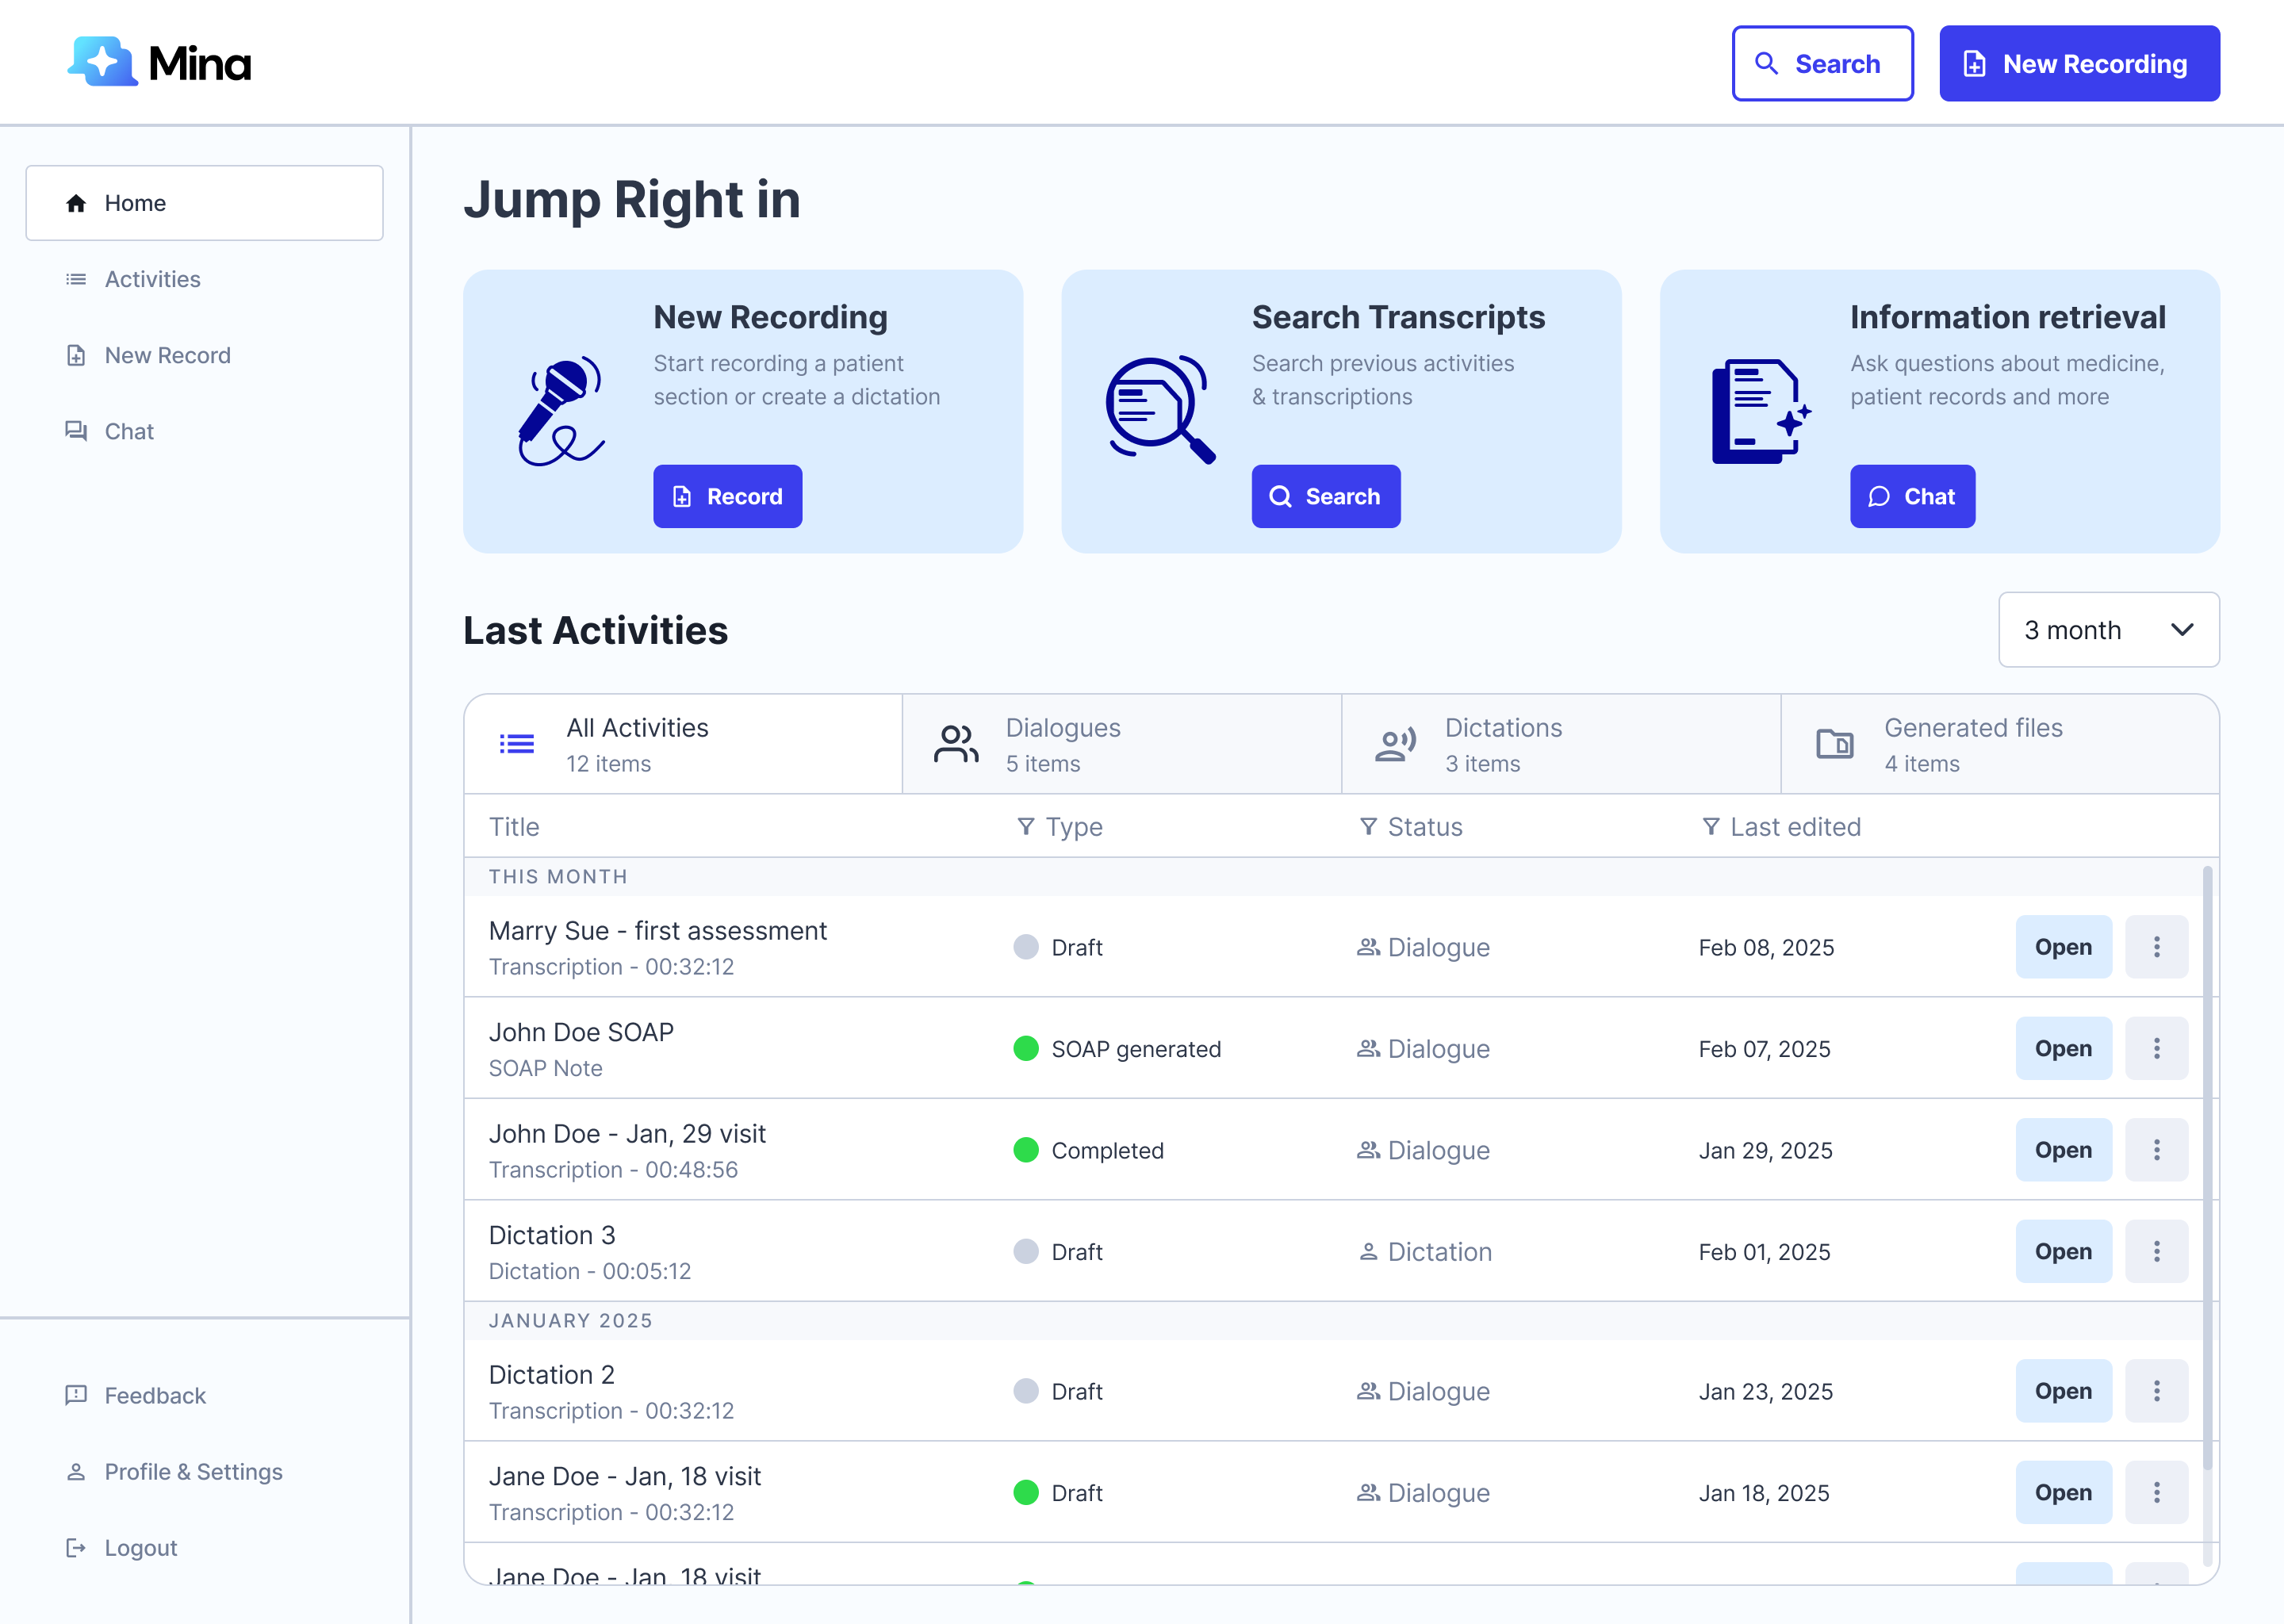 Mina
Search
New Recording
Home
Activities
New Record
Chat
Feedback
Profile & Settings
Logout
Jump Right in
New Recording
Start recording a patient
section or create a dictation
Record
Search Transcripts
Search previous activities
& transcriptions
Search
Information retrieval
Ask questions about medicine,
patient records and more
Chat
Last Activities
3 month
All Activities
12 items
Dialogues
5 items
Dictations
3 items
Generated files
4 items
Title Type Status Last edited
THIS MONTH
Marry Sue - first assessment
Transcription - 00:32:12
Draft Dialogue Feb 08, 2025 Open
John Doe SOAP
SOAP Note
SOAP generated Dialogue Feb 07, 2025 Open
John Doe - Jan, 29 visit
Transcription - 00:48:56
Completed Dialogue Jan 29, 2025 Open
Dictation 3
Dictation - 00:05:12
Draft Dictation Feb 01, 2025 Open
JANUARY 2025
Dictation 2
Transcription - 00:32:12
Draft Dialogue Jan 23, 2025 Open
Jane Doe - Jan, 18 visit
Transcription - 00:32:12
Draft Dialogue Jan 18, 2025 Open
Jane Doe - Jan, 18 visit